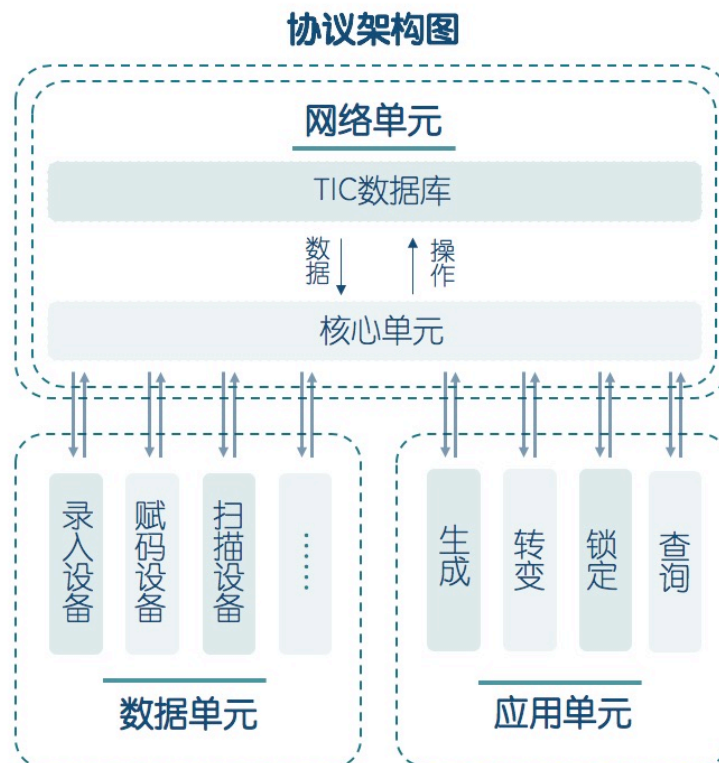 协议架构图
网络单元
TIC数据库
数据
操作
核心单元
录入设备
赋码设备
扫描设备
……
生成
转变
锁定
查询
数据单元
应用单元